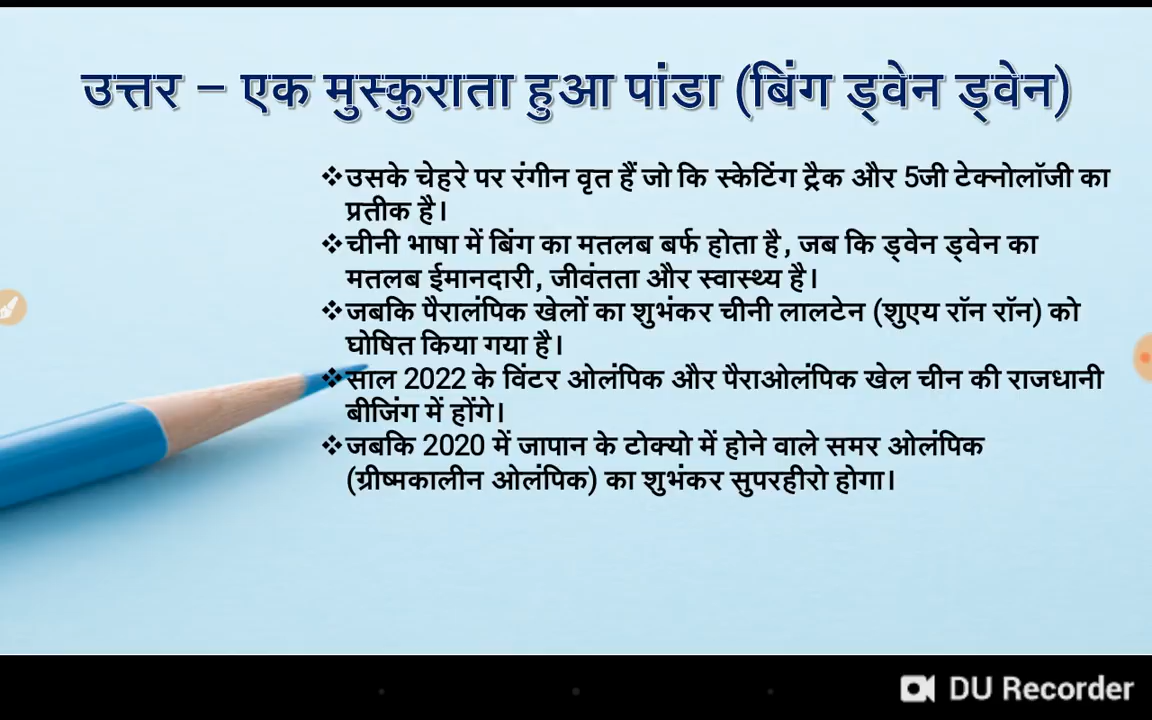 उत्तर – एक मुस्कुराता हुआ पांडा (बिंग ड्वेन ड्वेन)
❖उसके चेहरे पर रंगीन वृत हैं जो कि स्केटिंग ट्रैक और 5जी टेक्नोलॉजी का
प्रतीक है।
❖चीनी भाषा में बिंग का मतलब बर्फ होता है, जब कि ड्वेन ड्वेन का
मतलब ईमानदारी, जीवंतता और स्वास्थ्य है।
❖जबकि पैरालंपिक खेलों का शुभंकर चीनी लालटेन (शुएय रॉन रॉन) को
घोषित किया गया है।
❖साल 2022 के विंटर ओलंपिक और पैराओलंपिक खेल चीन की राजधानी
बीजिंग में होंगे।
❖जबकि 2020 में जापान के टोक्यो में होने वाले समर ओलंपिक
(ग्रीष्मकालीन ओलंपिक) का शुभंकर सुपरहीरो होगा।
DU Recorder